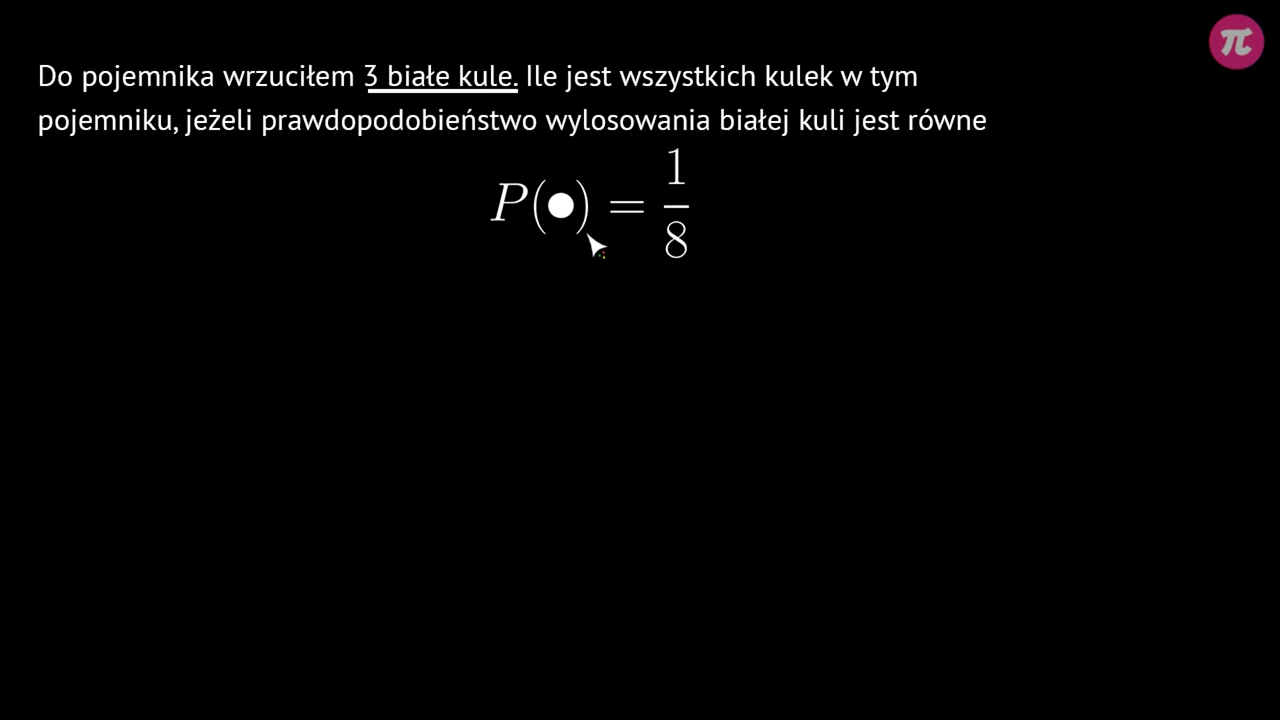 Do pojemnika wrzuciłem 3 białe kule. Ile jest wszystkich kulek w tym
pojemniku, jeżeli prawdopodobieństwo wylosowania białej kuli jest równe
P(●) = 1/8
π